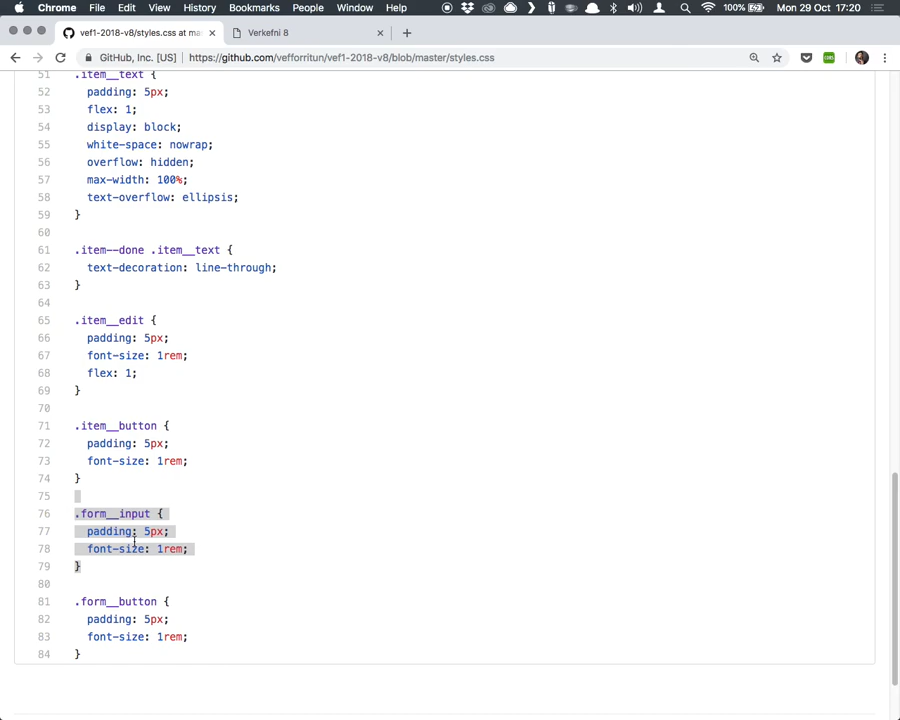 Chrome File Edit View History Bookmarks People Window Help 100% Mon 29 Oct 17:20
vef1-2018-v8/styles.css at ma Verkefni 8
GitHub, Inc. [US] https://github.com/vefforritun/vef1-2018-v8/blob/master/styles.css
51 .item__text {
52 padding: 5px;
53 flex: 1;
54 display: block;
55 white-space: nowrap;
56 overflow: hidden;
57 max-width: 100%;
58 text-overflow: ellipsis;
59 }
60
61 .item--done .item__text {
62 text-decoration: line-through;
63 }
64
65 .item__edit {
66 padding: 5px;
67 font-size: 1rem;
68 flex: 1;
69 }
70
71 .item__button {
72 padding: 5px;
73 font-size: 1rem;
74 }
75
76 .form__input {
77 padding: 5px;
78 font-size: 1rem;
79 }
80
81 .form__button {
82 padding: 5px;
83 font-size: 1rem;
84 }